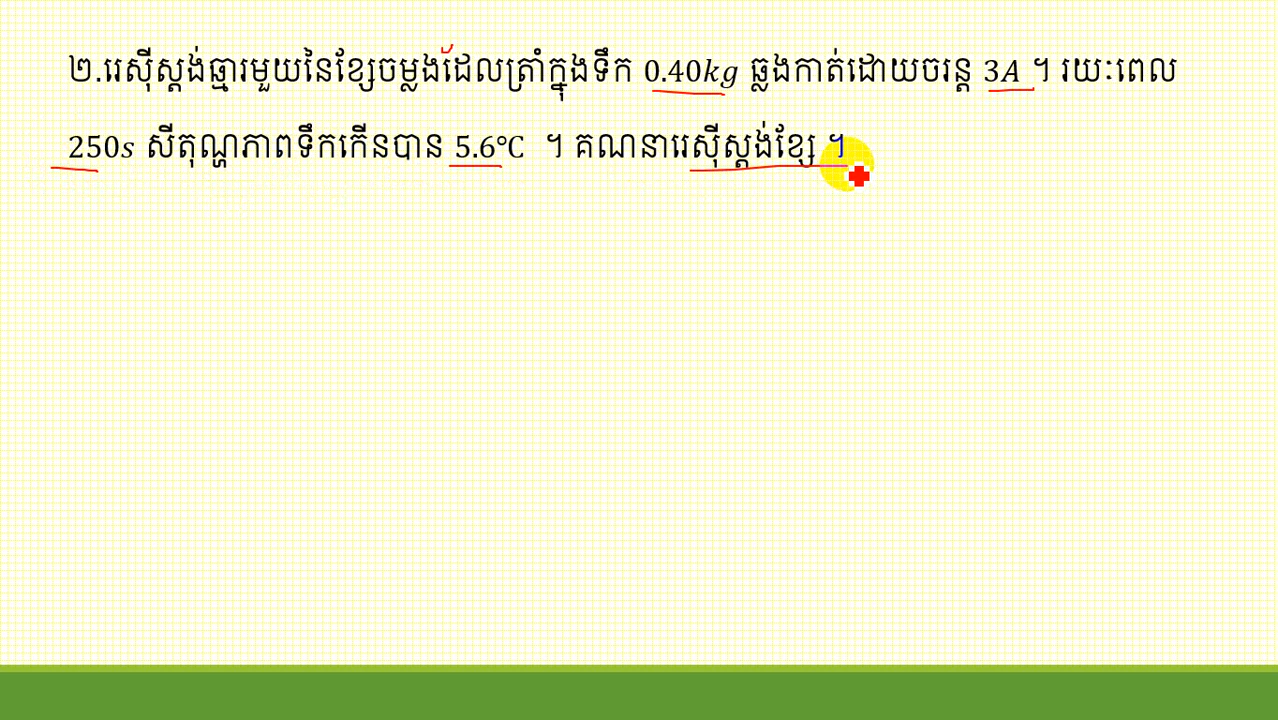 ២.រេស៊ីស្តង់ឆ្មារមួយនៃខ្សែចម្លងដែលត្រាំក្នុងទឹក 0.40kg ឆ្លងកាត់ដោយចរន្ត 3A ។ រយៈពេល
250s សីតុណ្ហភាពទឹកកើនបាន 5.6°C ។ គណនារេស៊ីស្តង់ខ្សែ ។